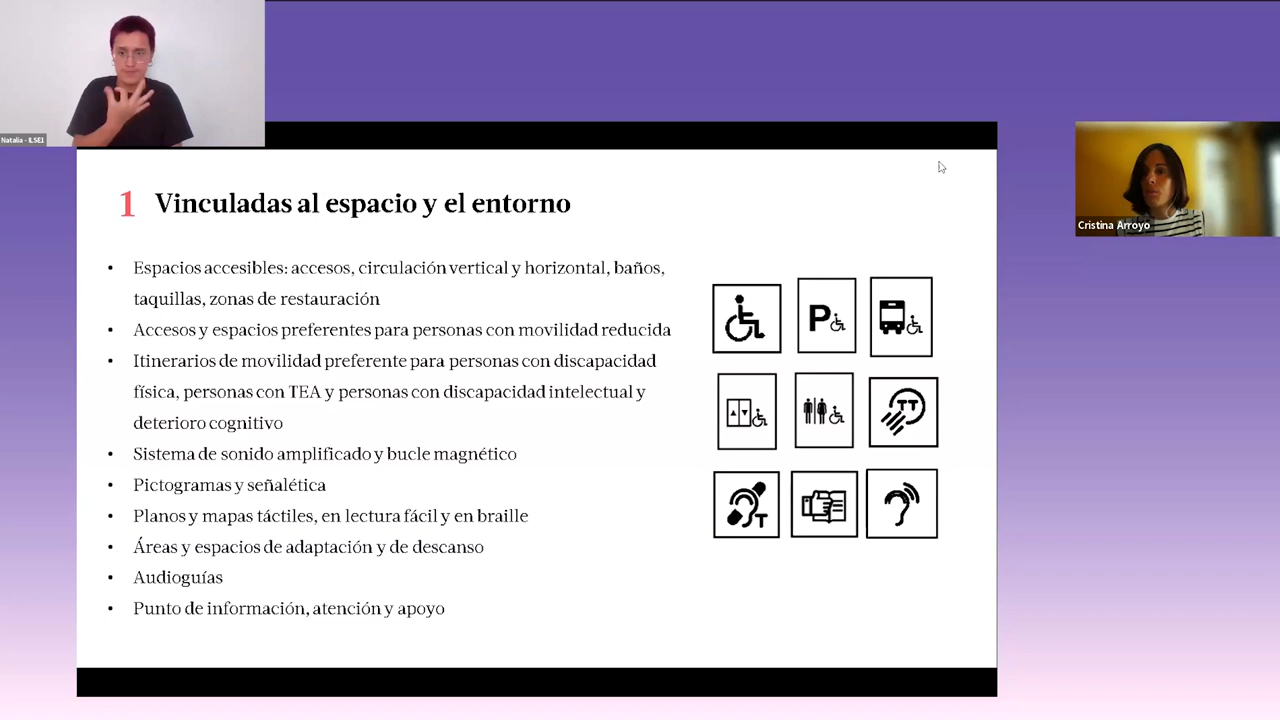 Natalia - ILSEI
Cristina Arroyo
1 Vinculadas al espacio y el entorno
• Espacios accesibles: accesos, circulación vertical y horizontal, baños,
taquillas, zonas de restauración
• Accesos y espacios preferentes para personas con movilidad reducida
• Itinerarios de movilidad preferente para personas con discapacidad
física, personas con TEA y personas con discapacidad intelectual y
deterioro cognitivo
• Sistema de sonido amplificado y bucle magnético
• Pictogramas y señalética
• Planos y mapas táctiles, en lectura fácil y en braille
• Áreas y espacios de adaptación y de descanso
• Audioguías
• Punto de información, atención y apoyo
P
TT
T